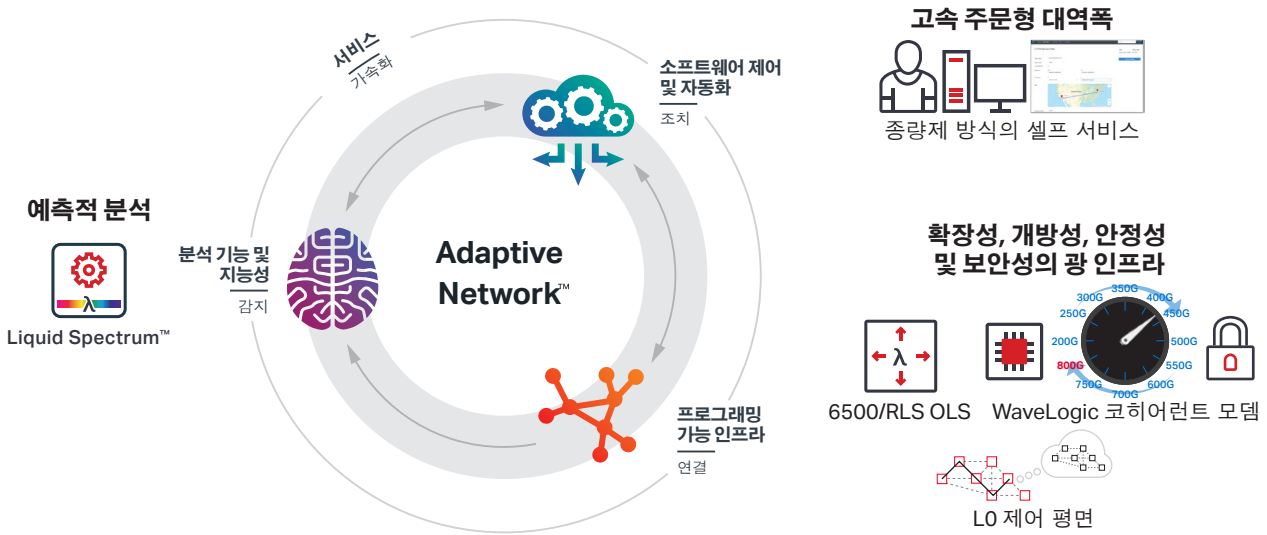 고속 주문형 대역폭
종량제 방식의 셀프 서비스
서비스
가속화
소프트웨어 제어
및 자동화
조치
예측적 분석
λ
Liquid Spectrum™
분석 기능 및
지능성
감지
Adaptive
Network™
프로그래밍
가능 인프라
연결
확장성, 개방성, 안정성
및 보안성의 광 인프라
λ
6500/RLS OLS
200G
250G
300G
350G
400G
450G
500G
550G
600G
700G
750G
800G
WaveLogic 코히어런트 모뎀
L0 제어 평면